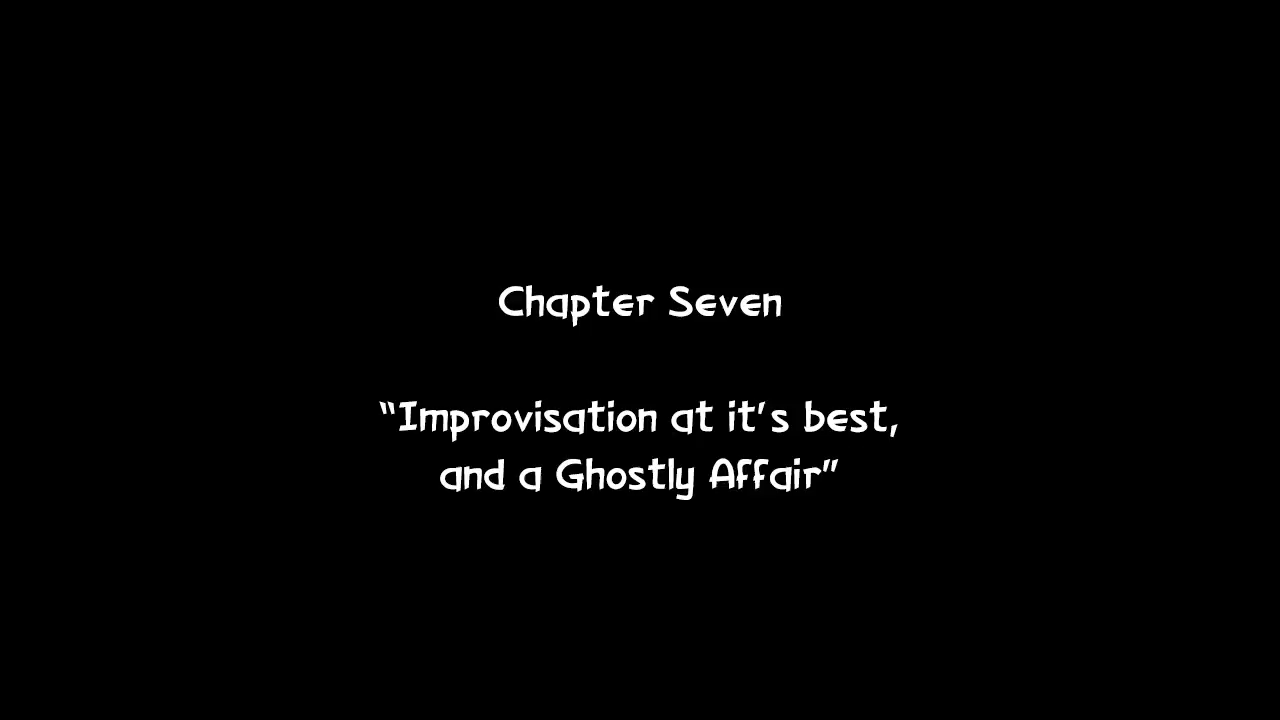 Chapter Seven
“Improvisation at it's best,
and a Ghostly Affair”